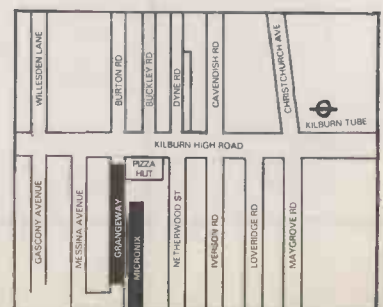 WILLESDEN LANE
BURTON RD
BUCKLEY RD
DYNE RD
CAVENDISH RD
CHRISTCHURCH AVE
KILBURN TUBE
KILBURN HIGH ROAD
PIZZA
HUT
GASCONY AVENUE
MESSINA AVENUE
GRANGEWAY
MICRONIX
NETHERWOOD ST
IVERSON RD
LOVERIDGE RD
MAYGROVE RD